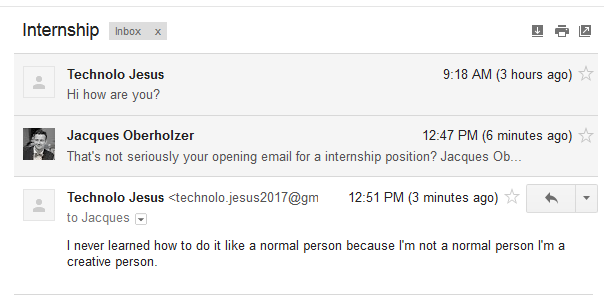 Internship Inbox x
Technolo Jesus 9:18 AM (3 hours ago)
Hi how are you?
Jacques Oberholzer 12:47 PM (6 minutes ago)
That's not seriously your opening email for a internship position? Jacques Ob...
Technolo Jesus <technolo.jesus2017@gm 12:51 PM (3 minutes ago)
to Jacques
I never learned how to do it like a normal person because I'm not a normal person I'm a
creative person.